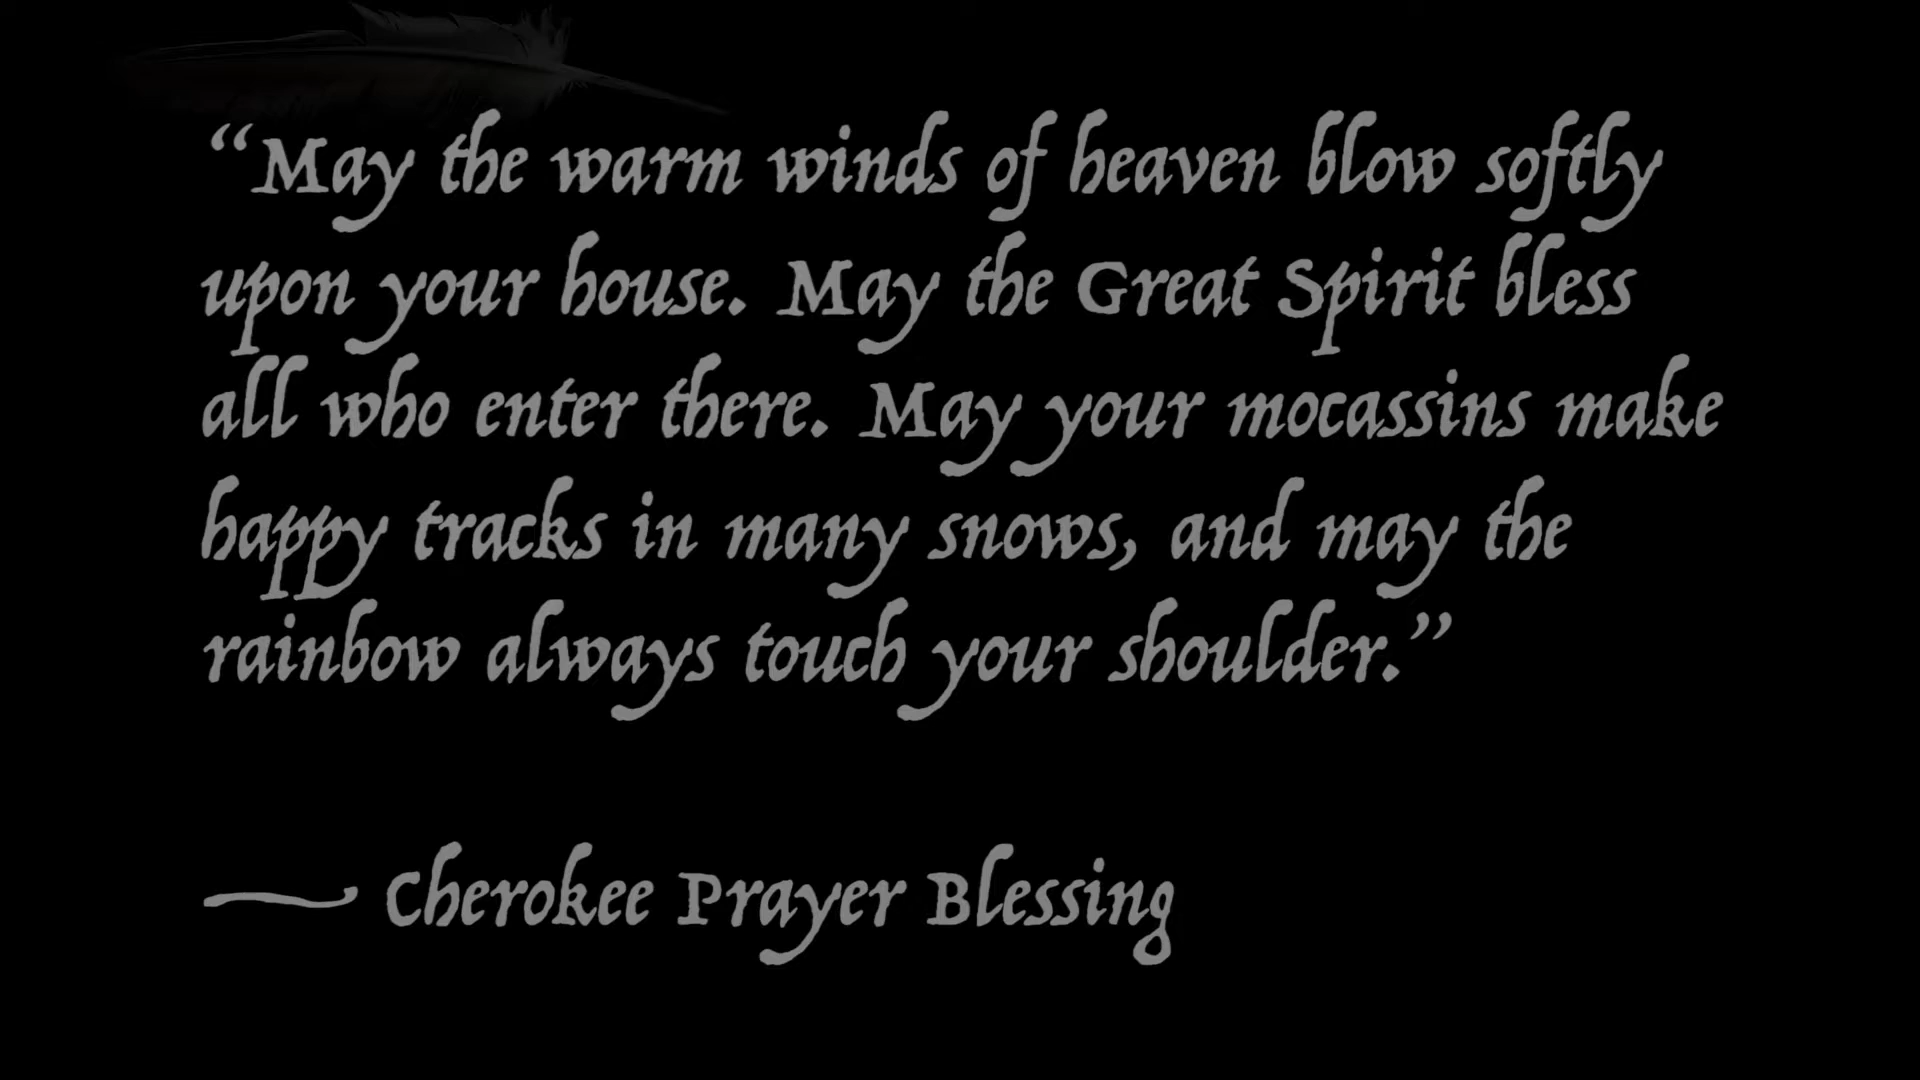 “May the warm winds of heaven blow softly
upon your house. May the Great Spirit bless
all who enter there. May your mocassins make
happy tracks in many snows, and may the
rainbow always touch your shoulder.”
— Cherokee Prayer Blessing